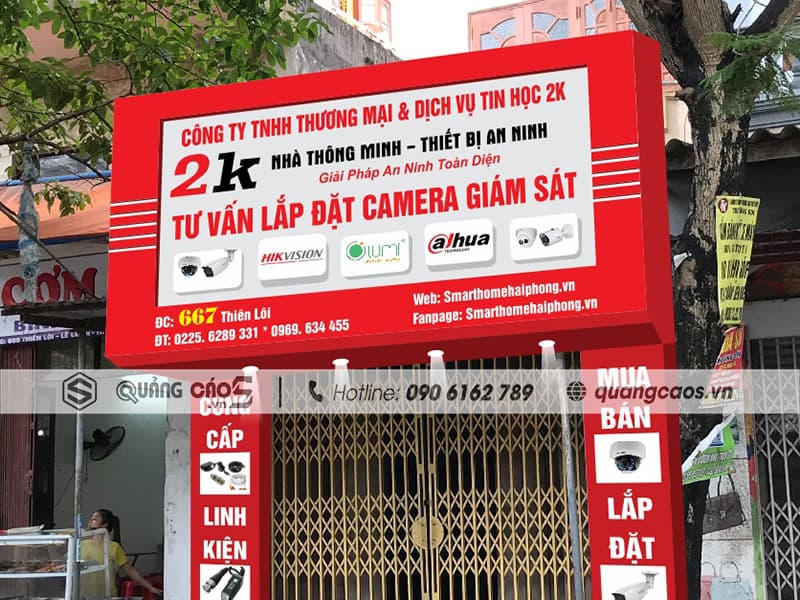 CÔNG TY TNHH THƯƠNG MẠI & DỊCH VỤ TIN HỌC 2K
2k
NHÀ THÔNG MINH - THIẾT BỊ AN NINH
Giải Pháp An Ninh Toàn Diện
TƯ VẤN LẮP ĐẶT CAMERA GIÁM SÁT
HIKVISION
LUMI
alhua
TECHNOLOGY
ĐC: 667 Thiên Lôi
ĐT: 0225. 6289 331 * 0969. 634 455
Web: Smarthomehaiphong.vn
Fanpage: Smarthomehaiphong.vn
CƠM
QUẢNG CÁO
Hotline: 090 6162 789
quangcaos.vn
CUNG
CẤP
LINH
KIỆN
MUA
BÁN
LẮP
ĐẶT